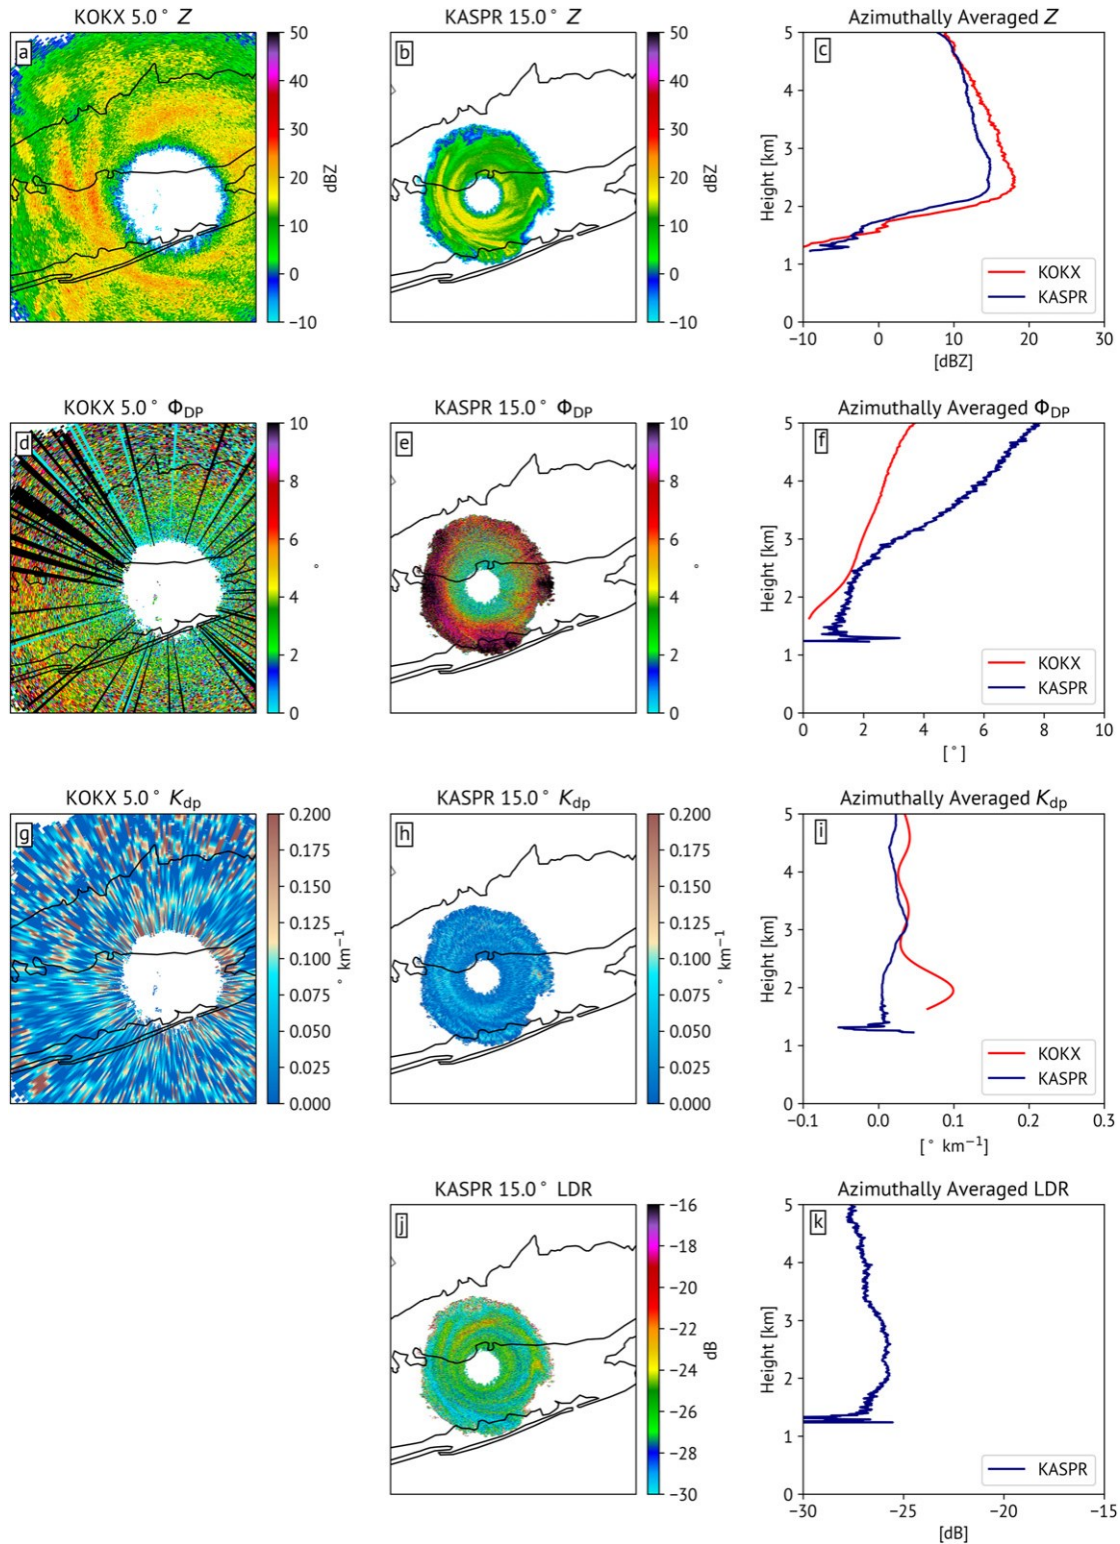 KOKX 5.0° Z
KASPR 15.0° Z
Azimuthally Averaged Z
a
50
40
30
20
10
0
−10
dBZ
b
50
40
30
20
10
0
−10
dBZ
c
5
4
3
2
1
0
Height [km]
KOKX
KASPR
−10 0 10 20 30
[dBZ]
KOKX 5.0° Φ_DP
KASPR 15.0° Φ_DP
Azimuthally Averaged Φ_DP
d
10
8
6
4
2
0
°
e
10
8
6
4
2
0
°
f
5
4
3
2
1
0
Height [km]
KOKX
KASPR
0 2 4 6 8 10
[°]
KOKX 5.0° K_dp
KASPR 15.0° K_dp
Azimuthally Averaged K_dp
g
0.200
0.175
0.150
0.125
0.100
0.075
0.050
0.025
0.000
° km⁻¹
h
0.200
0.175
0.150
0.125
0.100
0.075
0.050
0.025
0.000
° km⁻¹
i
5
4
3
2
1
0
Height [km]
KOKX
KASPR
−0.1 0.0 0.1 0.2 0.3
[° km⁻¹]
KASPR 15.0° LDR
Azimuthally Averaged LDR
j
−16
−18
−20
−22
−24
−26
−28
−30
dB
k
5
4
3
2
1
0
Height [km]
KASPR
−30 −25 −20 −15
[dB]